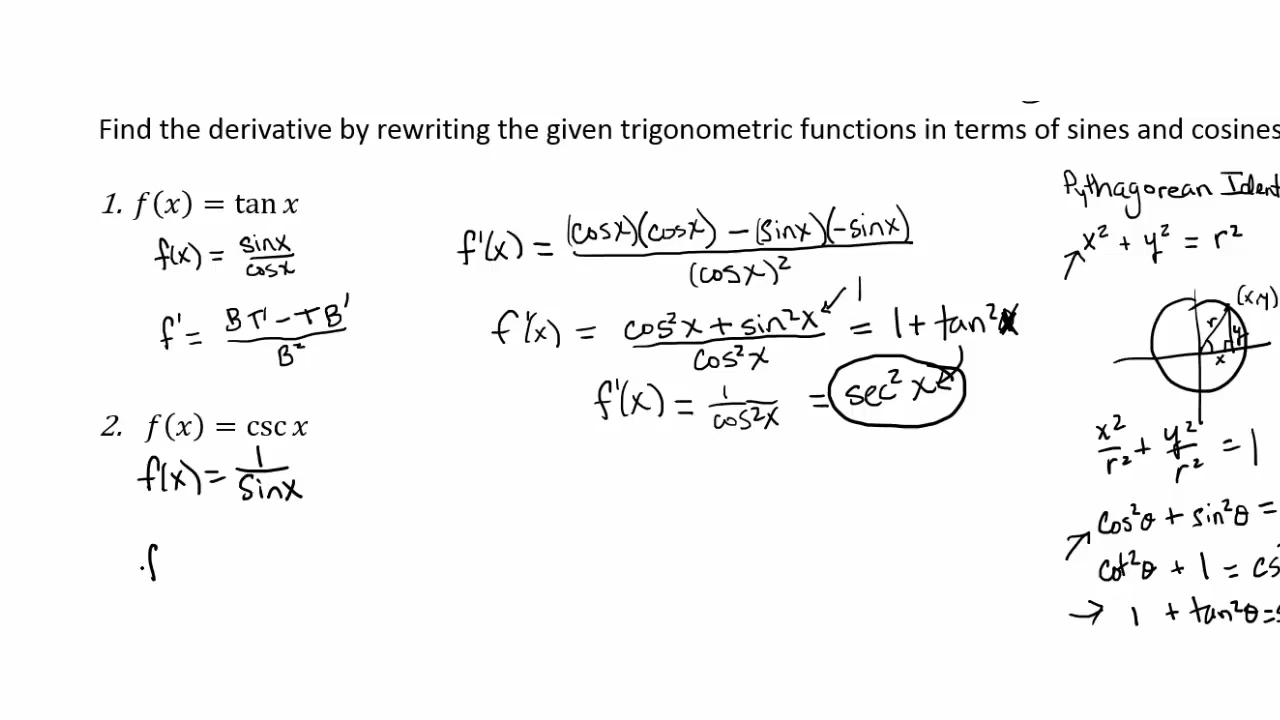 Find the derivative by rewriting the given trigonometric functions in terms of sines and cosines
1. f(x) = tan x
f(x) = sinx / cosx
f' = BT' - TB' / B²
f'(x) = (cosx)(cosx) - (sinx)(-sinx) / (cosx)²
1
f'(x) = cos²x + sin²x / cos²x = 1 + tan²x
f'(x) = 1 / cos²x = sec²x
2. f(x) = csc x
f(x) = 1 / sinx
f
Pythagorean Ident
x² + y² = r²
(x,y)
r
y
x
x²/r² + y²/r² = 1
cos²θ + sin²θ =
cot²θ + 1 = cs
1 + tan²θ = s